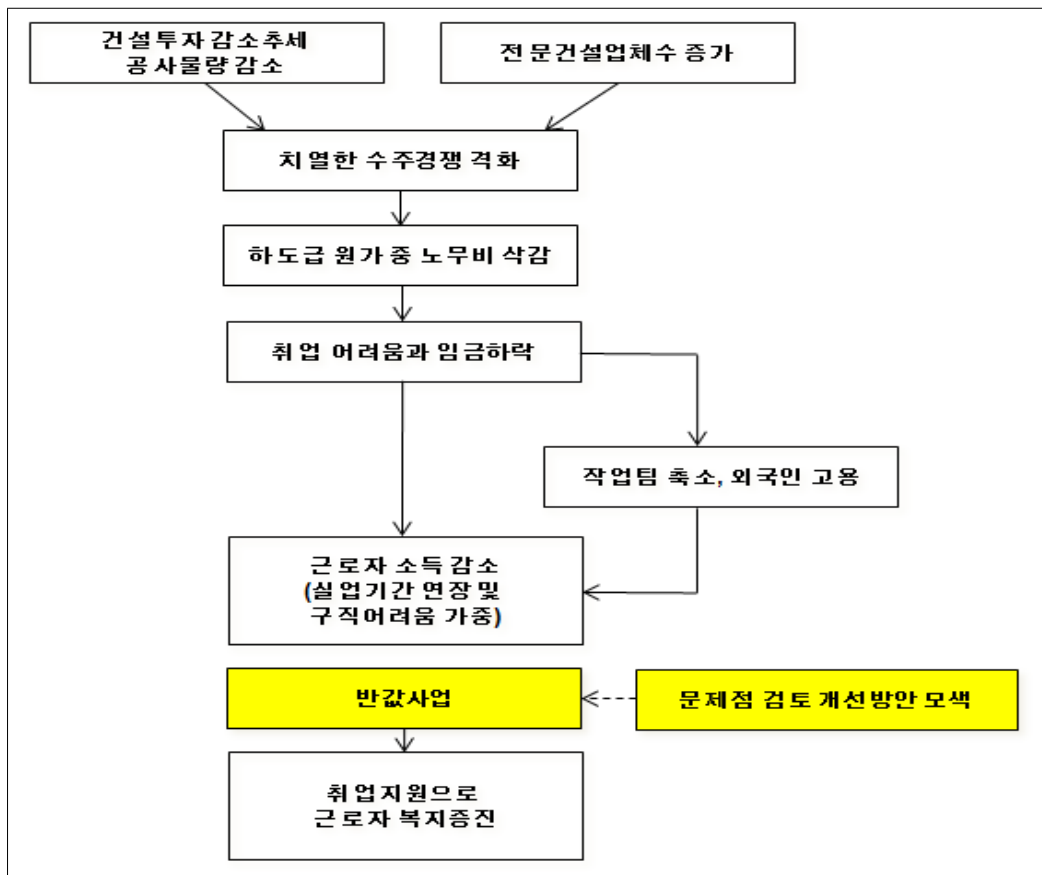 건설투자감소추세
공사물량 감소
전문건설업체수 증가
치열한 수주경쟁 격화
하도급 원가 중 노무비 삭감
취업 어려움과 임금하락
작업팀 축소, 외국인 고용
근로자 소득 감소
(실업기간 연장 및
구직어려움 가중)
반값사업
문제점 검토 개선방안 모색
취업지원으로
근로자 복지증진